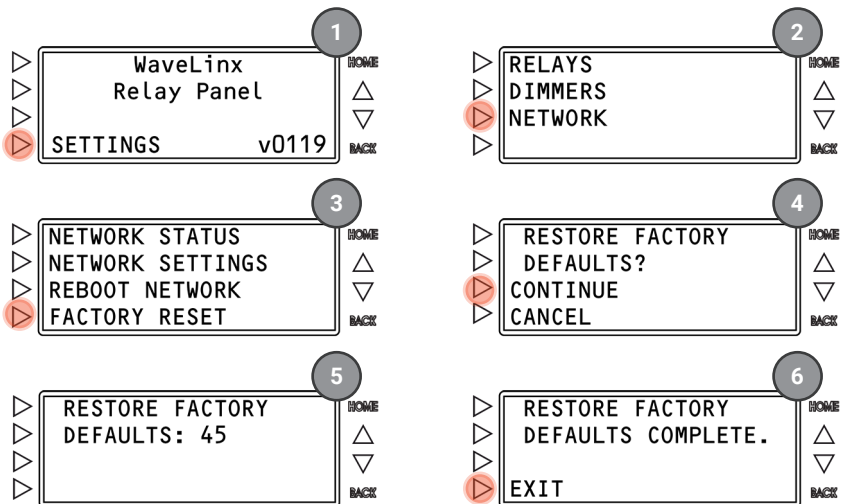 1
WaveLinx
Relay Panel
SETTINGS v0119
HOME
BACK
2
RELAYS
DIMMERS
NETWORK
HOME
BACK
3
NETWORK STATUS
NETWORK SETTINGS
REBOOT NETWORK
FACTORY RESET
HOME
BACK
4
RESTORE FACTORY
DEFAULTS?
CONTINUE
CANCEL
HOME
BACK
5
RESTORE FACTORY
DEFAULTS: 45
HOME
BACK
6
RESTORE FACTORY
DEFAULTS COMPLETE.
EXIT
HOME
BACK